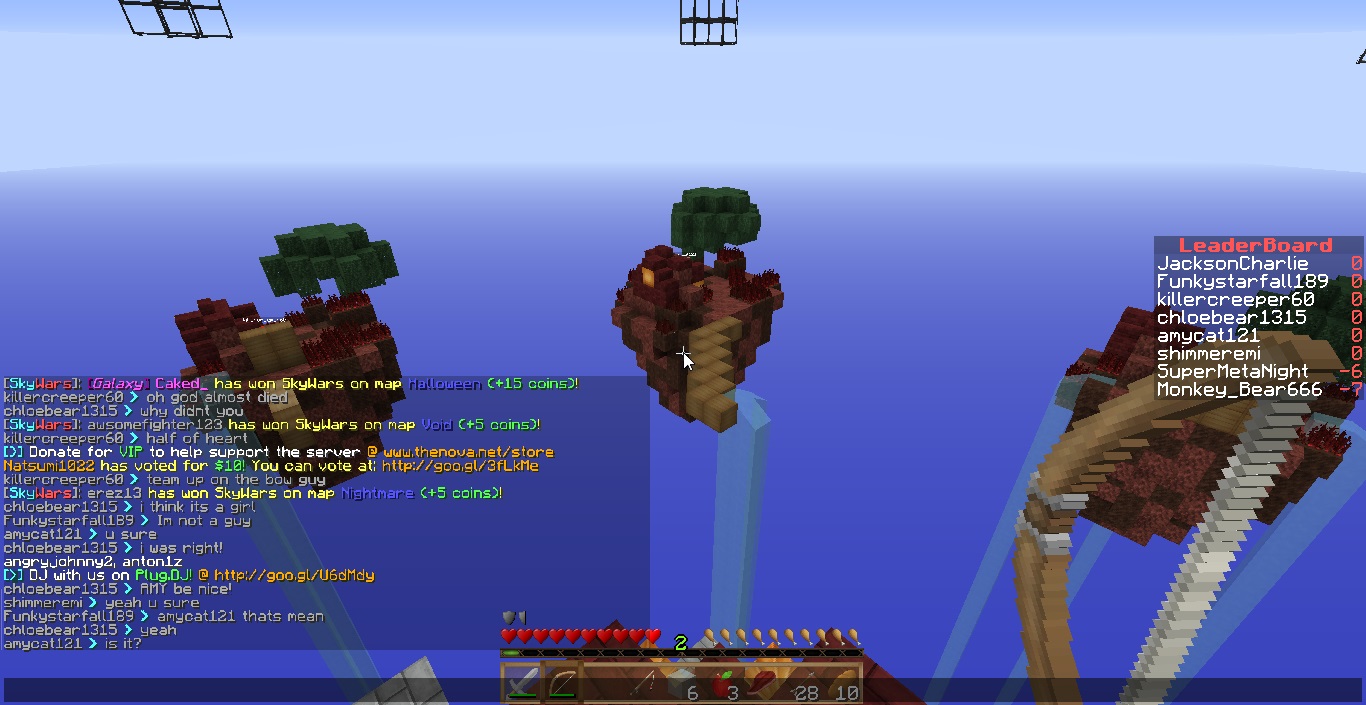 [SkyWars]: [Galaxy] Caked_ has won SkyWars on map Halloween (+15 coins)!
killercreeper60 > oh god almost died
chloebear1315 > why didnt you
[SkyWars]: awsomefighter123 has won SkyWars on map Void (+5 coins)!
killercreeper60 > half of heart
[>] Donate for VIP to help support the server @ www.thenova.net/store
Natsumi1022 has voted for $10! You can vote at: http://goo.gl/3fLkMe
killercreeper60 > team up on the bow guy
[SkyWars]: erez13 has won SkyWars on map Nightmare (+5 coins)!
chloebear1315 > i think its a girl
Funkystarfall189 > Im not a guy
amycat121 > u sure
chloebear1315 > i was right!
angryjohnny2, anton1z
[>] DJ with us on Plug.DJ! @ http://goo.gl/U6dMdy
chloebear1315 > AMY be nice!
shimmeremi > yeah u sure
Funkystarfall189 > amycat121 thats mean
chloebear1315 > yeah
amycat121 > is it?
LeaderBoard
JacksonCharlie 0
Funkystarfall189 0
killercreeper60 0
chloebear1315 0
amycat121 0
shimmeremi 0
SuperMetaNight -6
Monkey_Bear666 -7
2
6 3 28 10